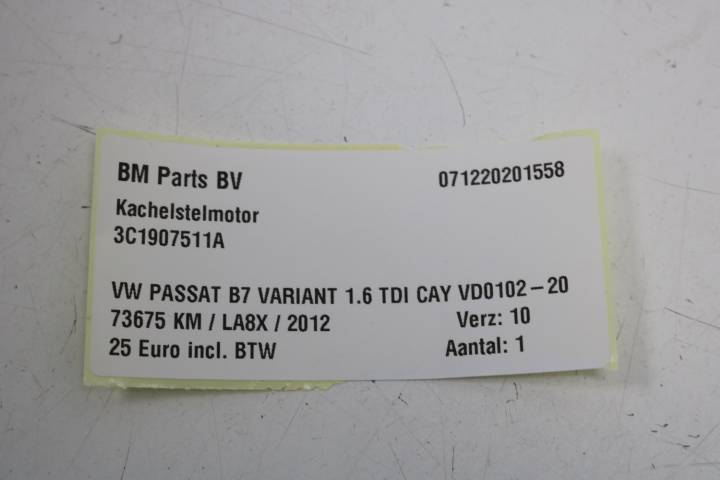 BM Parts BV 071220201558
Kachelstelmotor
3C1907511A
VW PASSAT B7 VARIANT 1.6 TDI CAY VD0102-20
73675 KM / LA8X / 2012 Verz: 10
25 Euro incl. BTW Aantal: 1